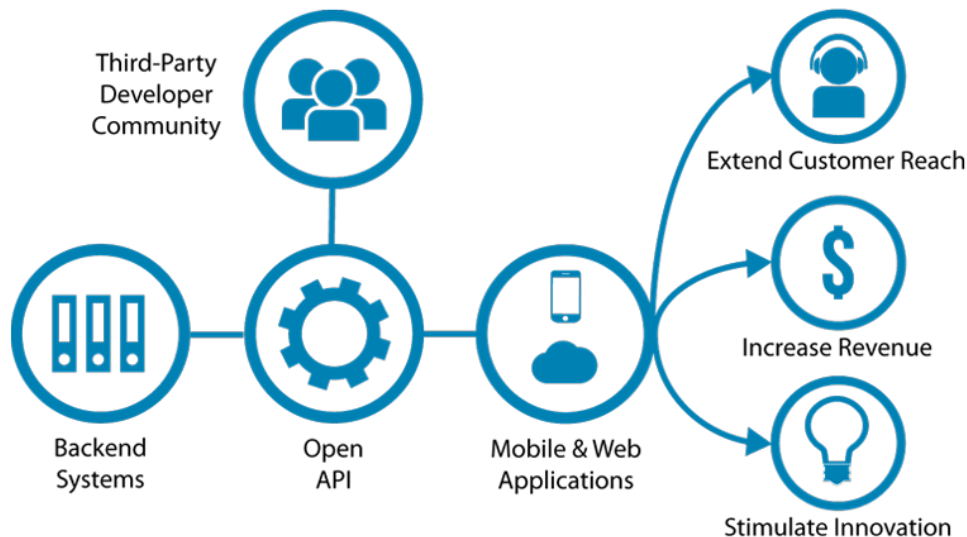 Third-Party
Developer
Community
Extend Customer Reach
$
Increase Revenue
Backend
Systems
Open
API
Mobile & Web
Applications
Stimulate Innovation